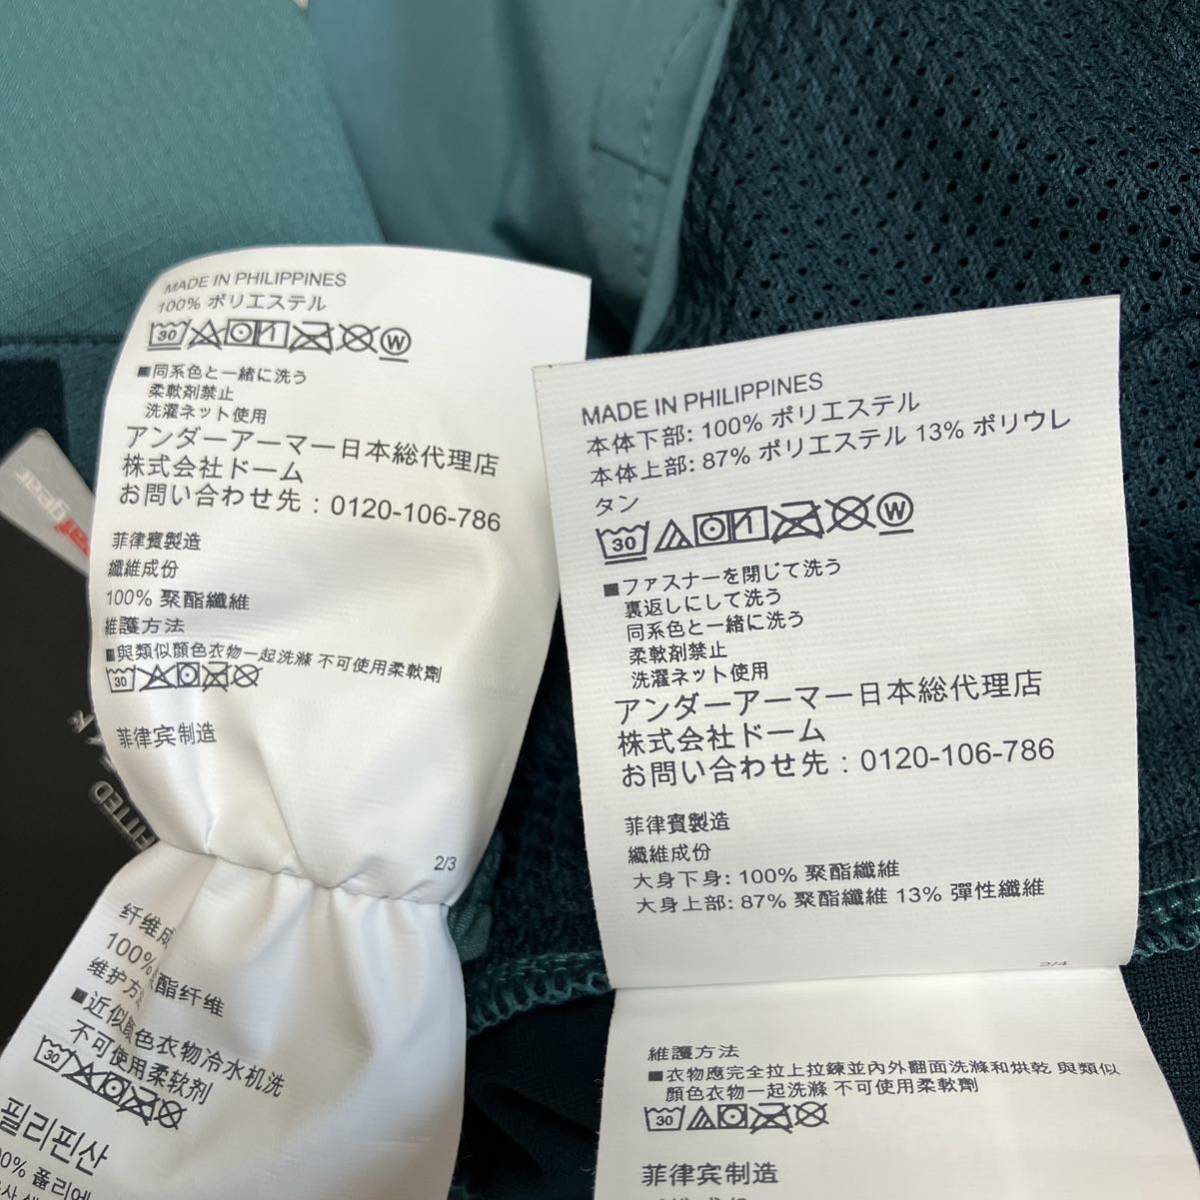 MADE IN PHILIPPINES
100% ポリエステル
30 W
■同系色と一緒に洗う
柔軟剤禁止
洗濯ネット使用
アンダーアーマー日本総代理店
株式会社ドーム
お問い合わせ先：0120-106-786
菲律賓製造
纖維成份
100% 聚酯纖維
維護方法
■與類似顏色衣物一起洗滌 不可使用柔軟劑
30
菲律宾制造
2/3
纤维成
100% 聚酯纤维
维护方
■近似颜色衣物冷水机洗
不可使用柔软剂
30
필리핀산
MADE IN PHILIPPINES
本体下部: 100% ポリエステル
本体上部: 87% ポリエステル 13% ポリウレ
タン
30 W
■ファスナーを閉じて洗う
裏返しにして洗う
同系色と一緒に洗う
柔軟剤禁止
洗濯ネット使用
アンダーアーマー日本総代理店
株式会社ドーム
お問い合わせ先：0120-106-786
菲律賓製造
纖維成份
大身下身: 100% 聚酯纖維
大身上部: 87% 聚酯纖維 13% 彈性纖維
2/4
維護方法
■衣物應完全拉上拉鍊並內外翻面洗滌和烘乾 與類似
顏色衣物一起洗滌 不可使用柔軟劑
30
菲律宾制造
gear
FITTED